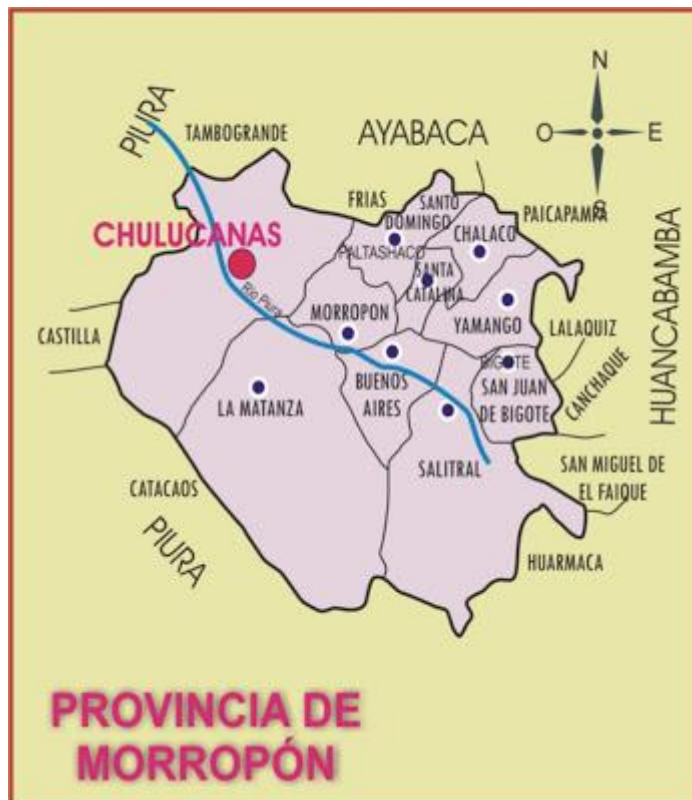 N
PIURA
TAMBOGRANDE
AYABACA
O
E
S
FRIAS
SANTO
DOMINGO
PAICAPAMPA
CHULUCANAS
PALTASHACO
CHALACO
SANTA
CATALINA
HUANCABAMBA
Rio Piura
MORROPON
YAMANGO
LALAQUIZ
CASTILLA
BIGOTE
CANCHAQUE
BUENOS
AIRES
SAN JUAN
DE BIGOTE
LA MATANZA
SALITRAL
SAN MIGUEL DE
EL FAIQUE
CATACAOS
PIURA
HUARMACA
PROVINCIA DE
MORROPÓN